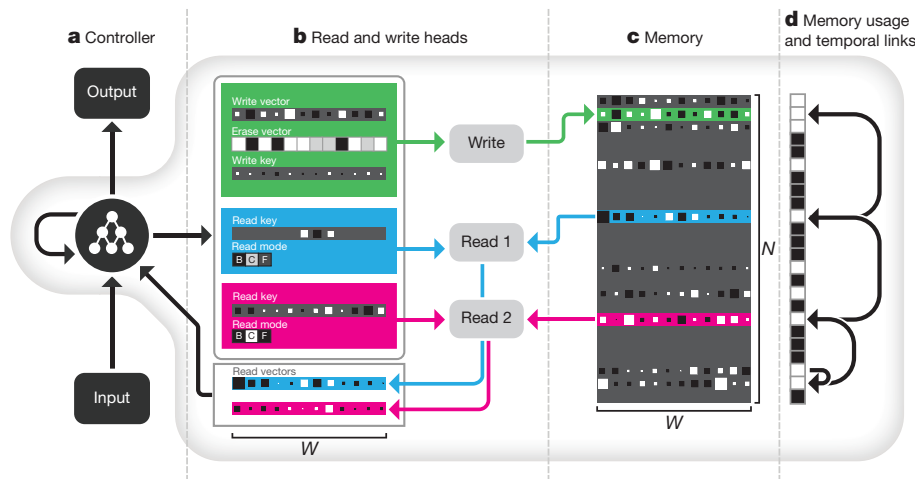 a Controller
b Read and write heads
c Memory
d Memory usage
and temporal links
Output
Input
Write vector
Erase vector
Write key
Read key
Read mode
B C F
Read key
Read mode
B C F
Read vectors
W
Write
Read 1
Read 2
N
W